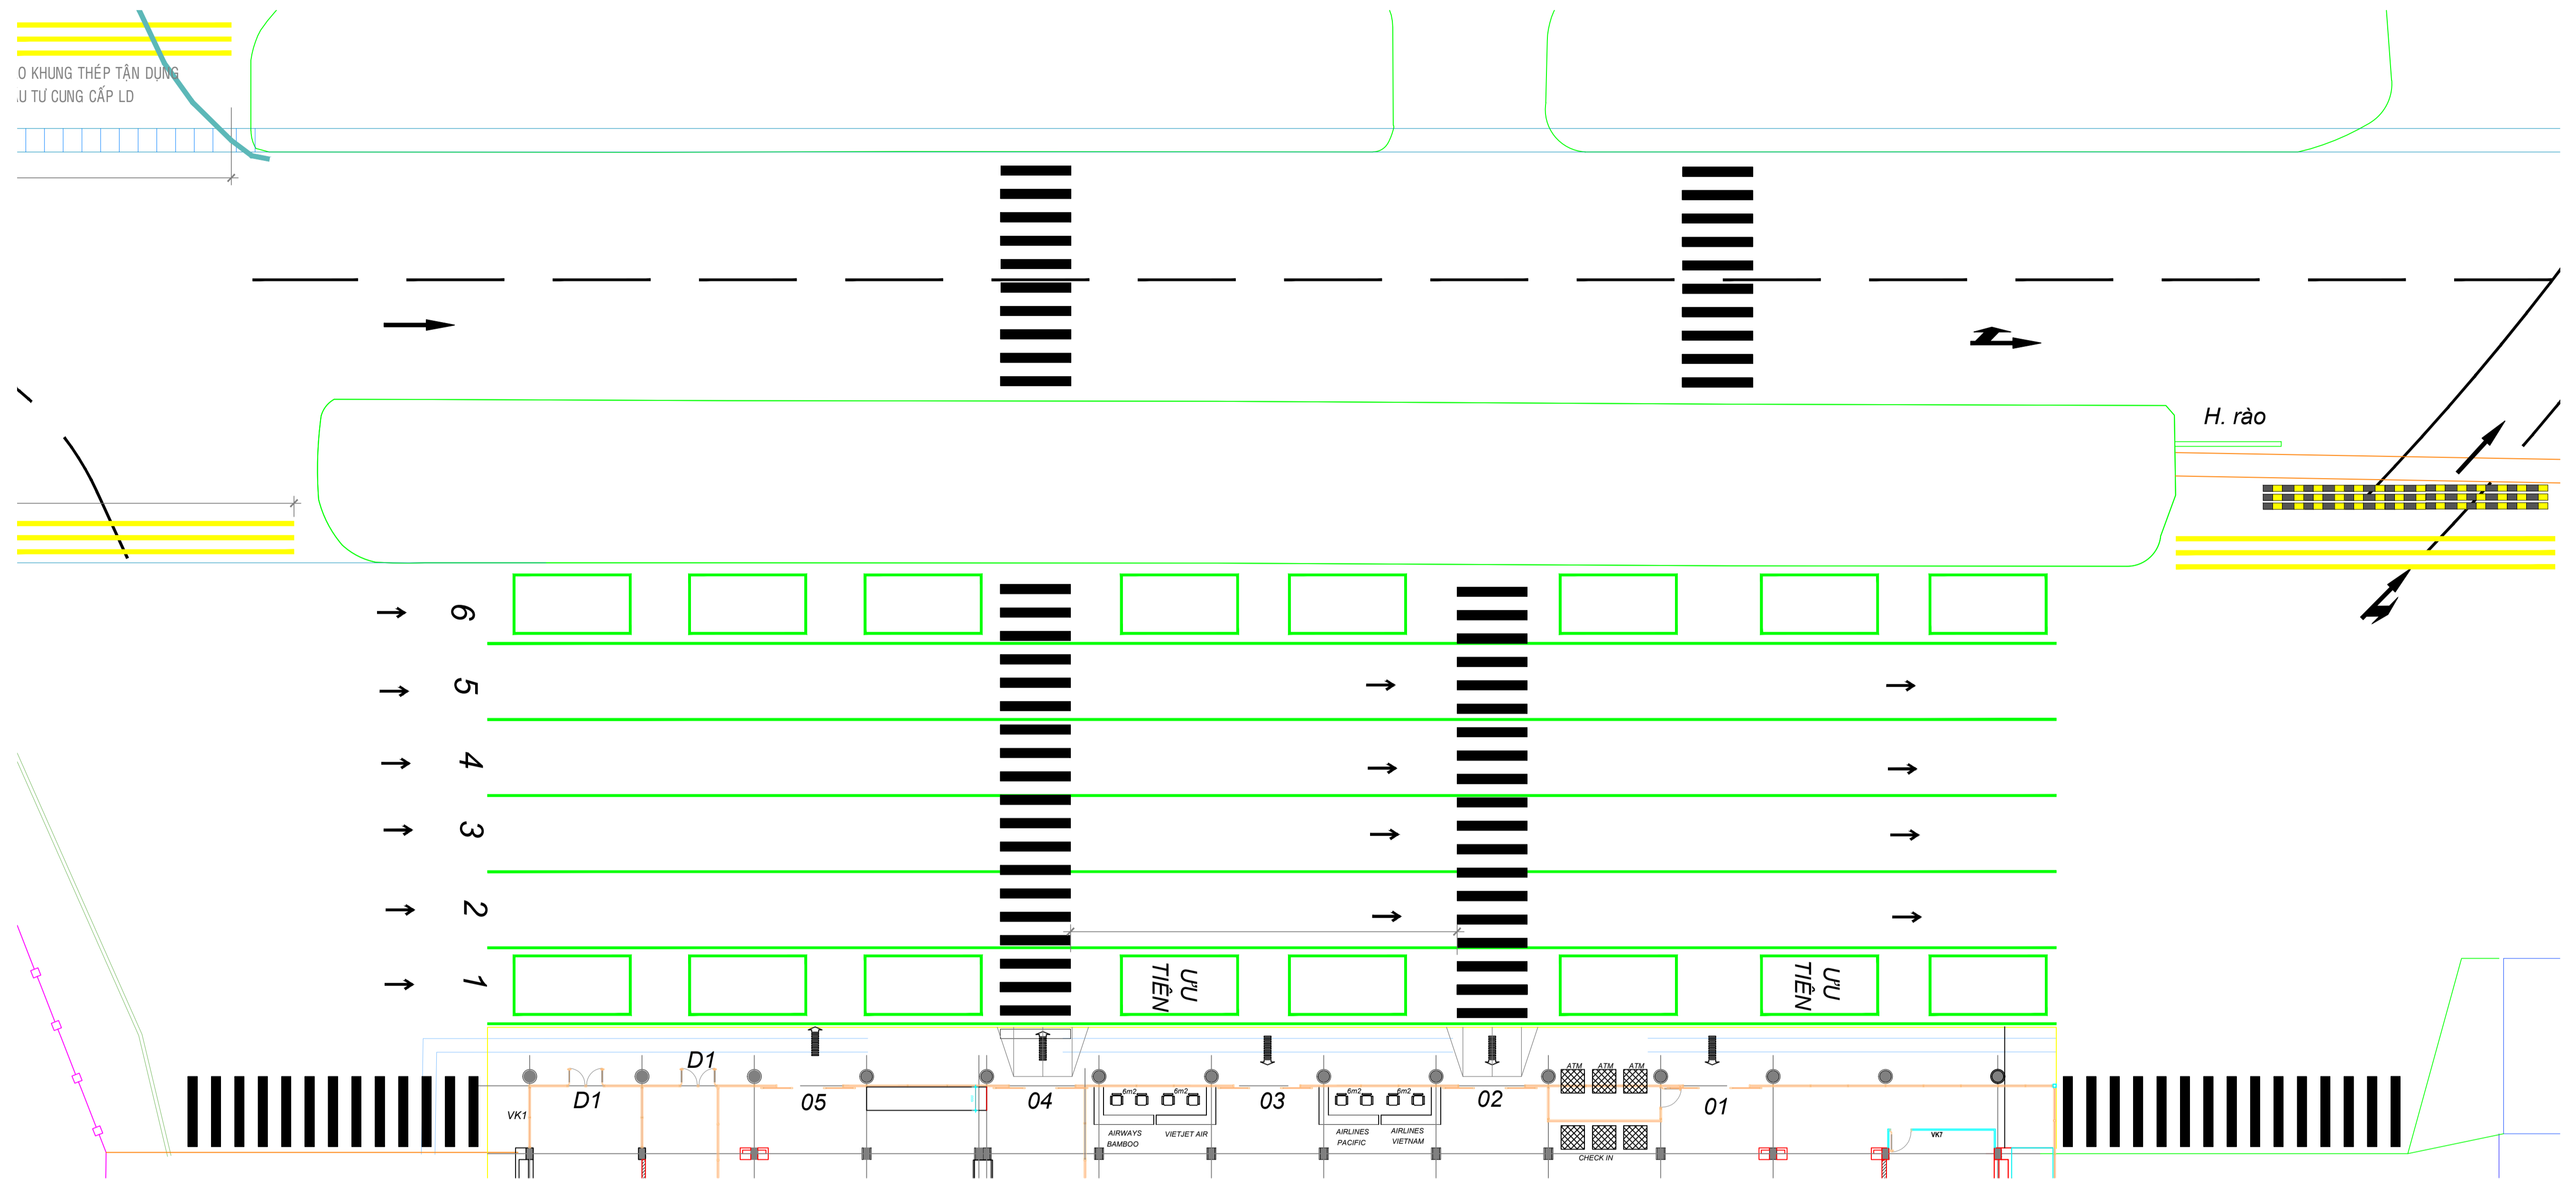 O KHUNG THÉP TẬN DỤNG
ẦU TƯ CUNG CẤP LD
H. rào
6
5
4
3
2
1
ƯU
TIÊN
ƯU
TIÊN
D1
D1
VK1
05
04
03
02
01
6m2
6m2
6m2
6m2
AIRWAYS
BAMBOO
VIETJET AIR
AIRLINES
PACIFIC
AIRLINES
VIETNAM
ATM
ATM
ATM
CHECK IN
VK7